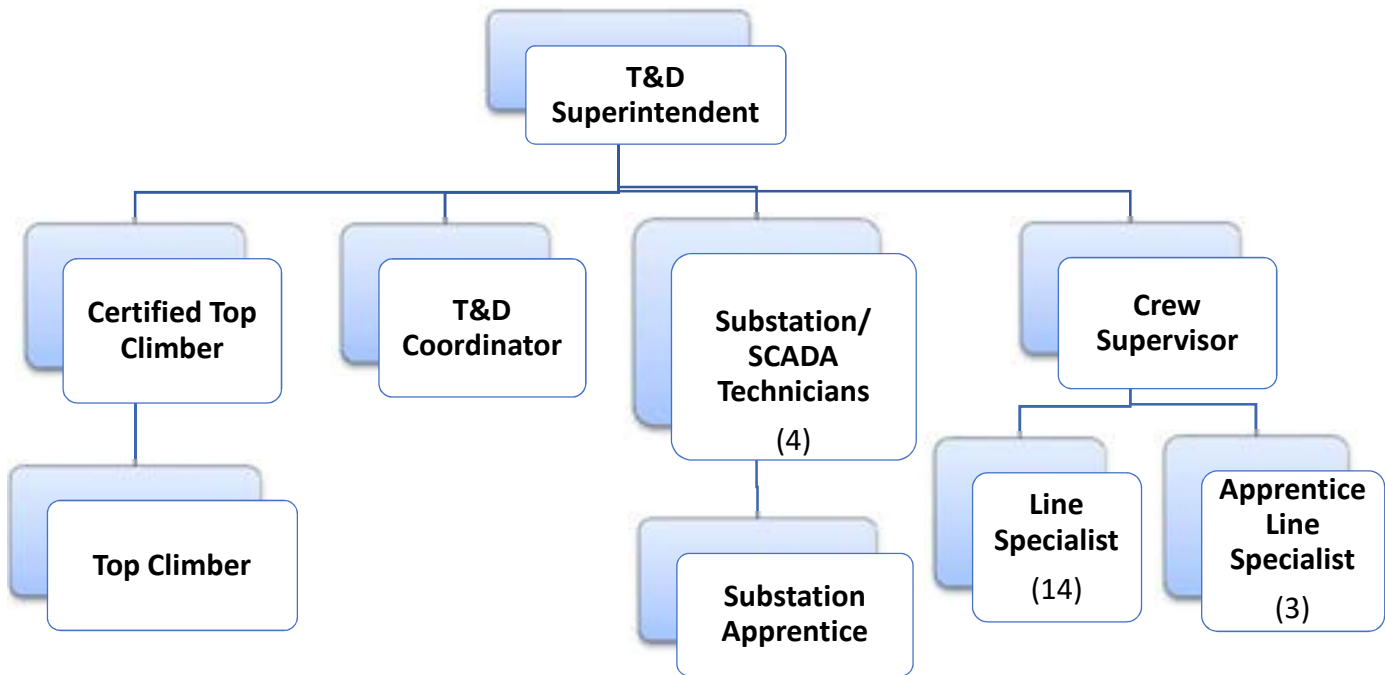 T&D
Superintendent
Certified Top
Climber
T&D
Coordinator
Substation/
SCADA
Technicians
(4)
Crew
Supervisor
Top Climber
Substation
Apprentice
Line
Specialist
(14)
Apprentice
Line
Specialist
(3)